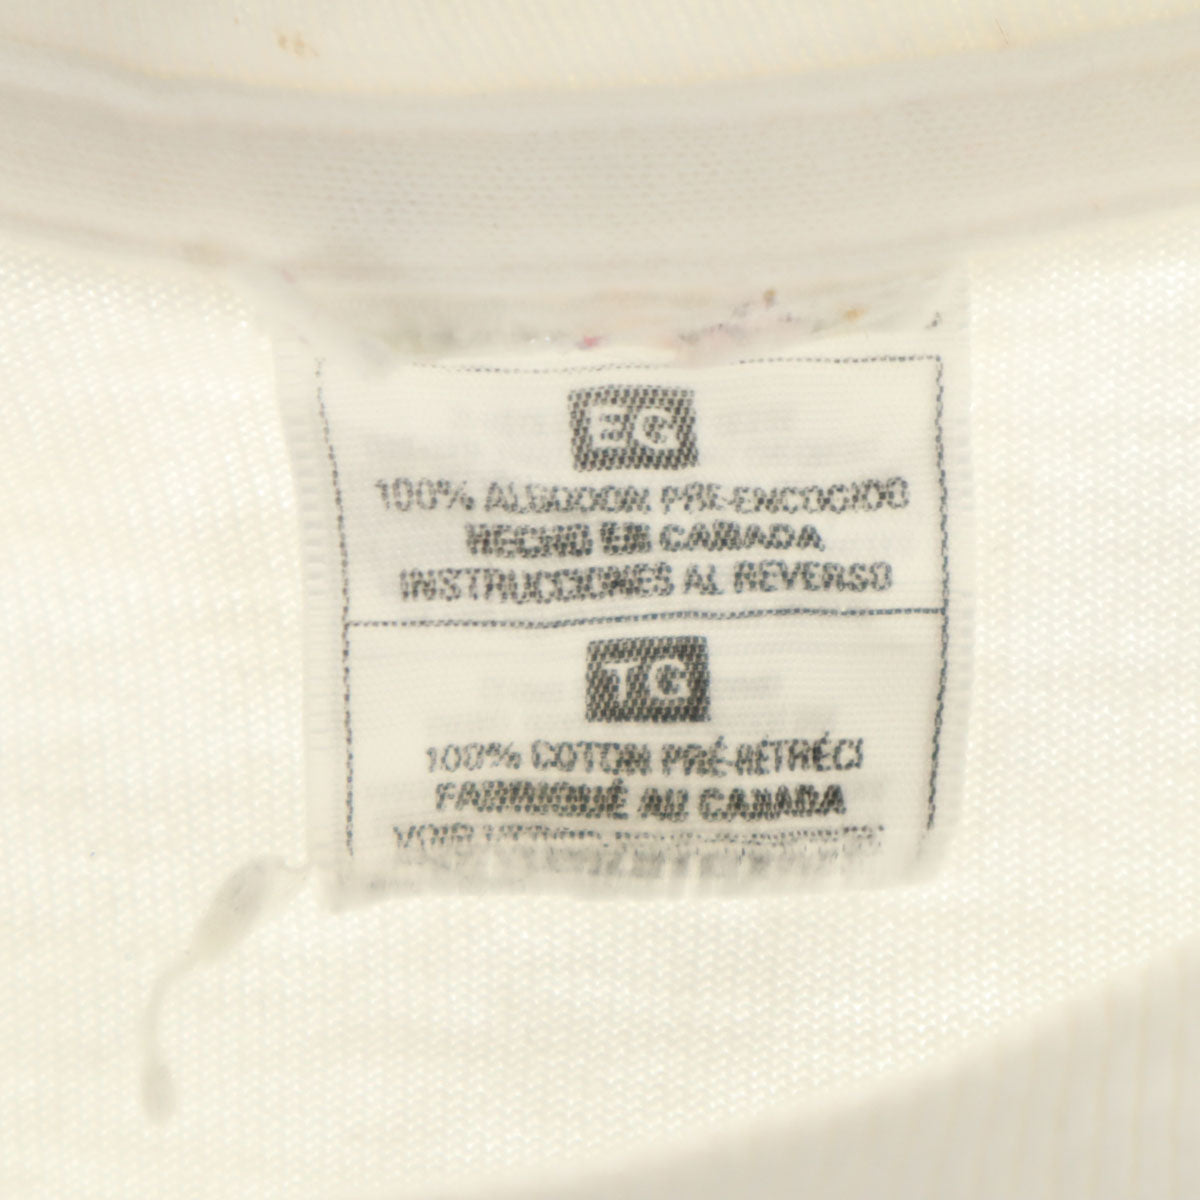 EG
100% ALGODON PRE-ENCOGIDO
HECHO EN CANADA
INSTRUCCIONES AL REVERSO
TG
100% COTON PRÉ-RÉTRÉCI
FABRIQUÉ AU CANADA
VOIR